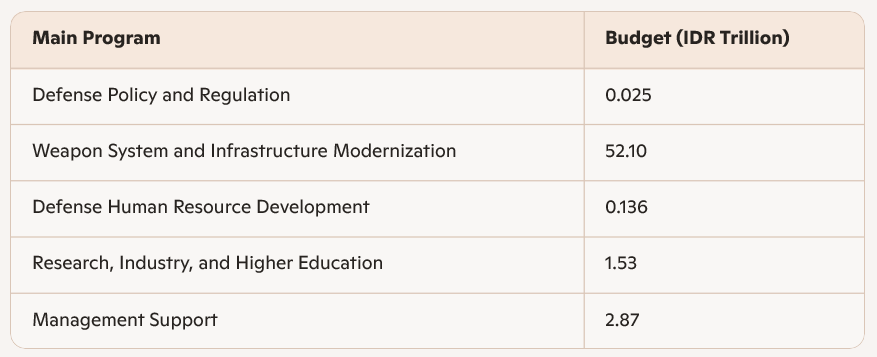 Main Program Budget (IDR Trillion)
Defense Policy and Regulation 0.025
Weapon System and Infrastructure Modernization 52.10
Defense Human Resource Development 0.136
Research, Industry, and Higher Education 1.53
Management Support 2.87